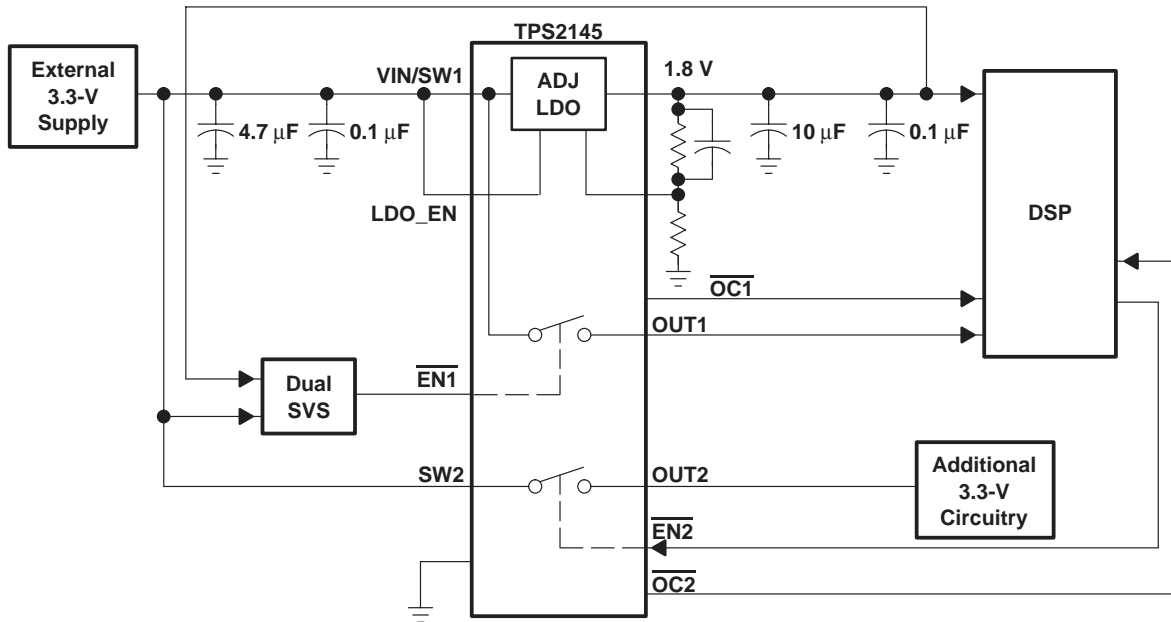 TPS2145
External
3.3-V
Supply
VIN/SW1
ADJ
LDO
1.8 V
4.7 μF
0.1 μF
10 μF
0.1 μF
LDO_EN
DSP
OC1
OUT1
Dual
SVS
EN1
SW2
OUT2
Additional
3.3-V
Circuitry
EN2
OC2